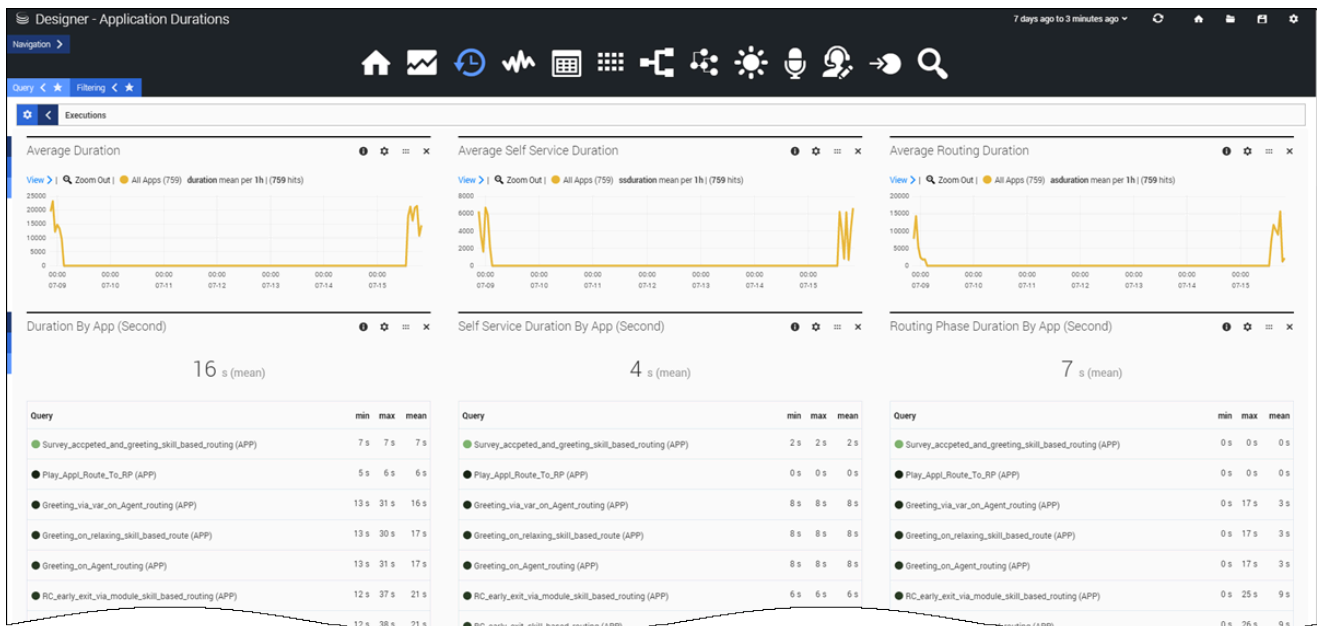 Designer - Application Durations
7 days ago to 3 minutes ago
Navigation
Query
Filtering
Executions
Average Duration
View | Zoom Out | All Apps (759) duration mean per 1h | (759 hits)
25000
20000
15000
10000
5000
0
00:00 00:00 00:00 00:00 00:00 00:00 00:00
07-09 07-10 07-11 07-12 07-13 07-14 07-15
Average Self Service Duration
View | Zoom Out | All Apps (759) ssduration mean per 1h | (759 hits)
8000
6000
4000
2000
0
00:00 00:00 00:00 00:00 00:00 00:00 00:00
07-09 07-10 07-11 07-12 07-13 07-14 07-15
Average Routing Duration
View | Zoom Out | All Apps (759) asduration mean per 1h | (759 hits)
20000
15000
10000
5000
0
00:00 00:00 00:00 00:00 00:00 00:00 00:00
07-09 07-10 07-11 07-12 07-13 07-14 07-15
Duration By App (Second)
16 s (mean)
Query min max mean
Survey_accpeted_and_greeting_skill_based_routing (APP) 7 s 7 s 7 s
Play_Appl_Route_To_RP (APP) 5 s 6 s 6 s
Greeting_via_var_on_Agent_routing (APP) 13 s 31 s 16 s
Greeting_on_relaxing_skill_based_route (APP) 13 s 30 s 17 s
Greeting_on_Agent_routing (APP) 13 s 31 s 17 s
RC_early_exit_via_module_skill_based_routing (APP) 12 s 37 s 21 s
12 s 38 s 21 s
Self Service Duration By App (Second)
4 s (mean)
Query min max mean
Survey_accpeted_and_greeting_skill_based_routing (APP) 2 s 2 s 2 s
Play_Appl_Route_To_RP (APP) 0 s 0 s 0 s
Greeting_via_var_on_Agent_routing (APP) 8 s 8 s 8 s
Greeting_on_relaxing_skill_based_route (APP) 8 s 8 s 8 s
Greeting_on_Agent_routing (APP) 8 s 8 s 8 s
RC_early_exit_via_module_skill_based_routing (APP) 6 s 6 s 6 s
Routing Phase Duration By App (Second)
7 s (mean)
Query min max mean
Survey_accpeted_and_greeting_skill_based_routing (APP) 0 s 0 s 0 s
Play_Appl_Route_To_RP (APP) 0 s 0 s 0 s
Greeting_via_var_on_Agent_routing (APP) 0 s 17 s 3 s
Greeting_on_relaxing_skill_based_route (APP) 0 s 17 s 3 s
Greeting_on_Agent_routing (APP) 0 s 17 s 3 s
RC_early_exit_via_module_skill_based_routing (APP) 0 s 25 s 9 s
0 s 26 s 9 s